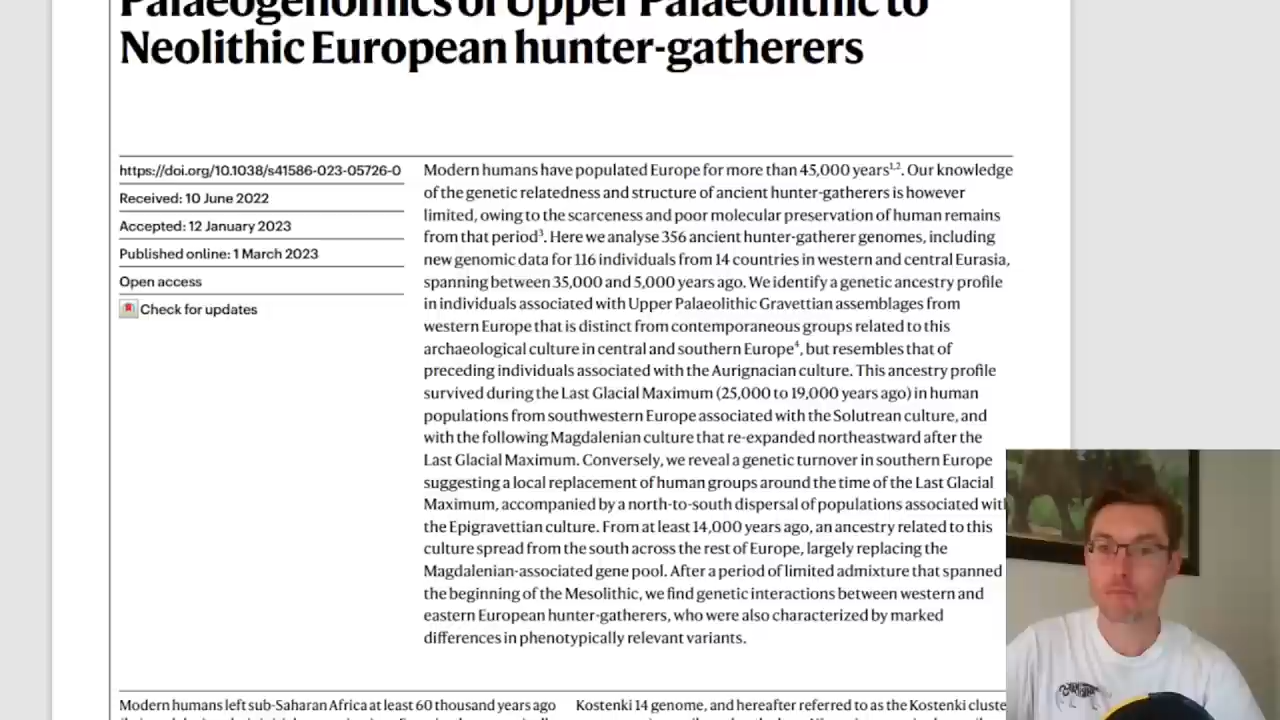 Palaeogenomics of Upper Palaeolithic to
Neolithic European hunter-gatherers
https://doi.org/10.1038/s41586-023-05726-0
Received: 10 June 2022
Accepted: 12 January 2023
Published online: 1 March 2023
Open access
Check for updates
Modern humans have populated Europe for more than 45,000 years1,2. Our knowledge
of the genetic relatedness and structure of ancient hunter-gatherers is however
limited, owing to the scarceness and poor molecular preservation of human remains
from that period3. Here we analyse 356 ancient hunter-gatherer genomes, including
new genomic data for 116 individuals from 14 countries in western and central Eurasia,
spanning between 35,000 and 5,000 years ago. We identify a genetic ancestry profile
in individuals associated with Upper Palaeolithic Gravettian assemblages from
western Europe that is distinct from contemporaneous groups related to this
archaeological culture in central and southern Europe4, but resembles that of
preceding individuals associated with the Aurignacian culture. This ancestry profile
survived during the Last Glacial Maximum (25,000 to 19,000 years ago) in human
populations from southwestern Europe associated with the Solutrean culture, and
with the following Magdalenian culture that re-expanded northeastward after the
Last Glacial Maximum. Conversely, we reveal a genetic turnover in southern Europe
suggesting a local replacement of human groups around the time of the Last Glacial
Maximum, accompanied by a north-to-south dispersal of populations associated with
the Epigravettian culture. From at least 14,000 years ago, an ancestry related to this
culture spread from the south across the rest of Europe, largely replacing the
Magdalenian-associated gene pool. After a period of limited admixture that spanned
the beginning of the Mesolithic, we find genetic interactions between western and
eastern European hunter-gatherers, who were also characterized by marked
differences in phenotypically relevant variants.
Modern humans left sub-Saharan Africa at least 60 thousand years ago
Kostenki 14 genome, and hereafter referred to as the Kostenki cluste